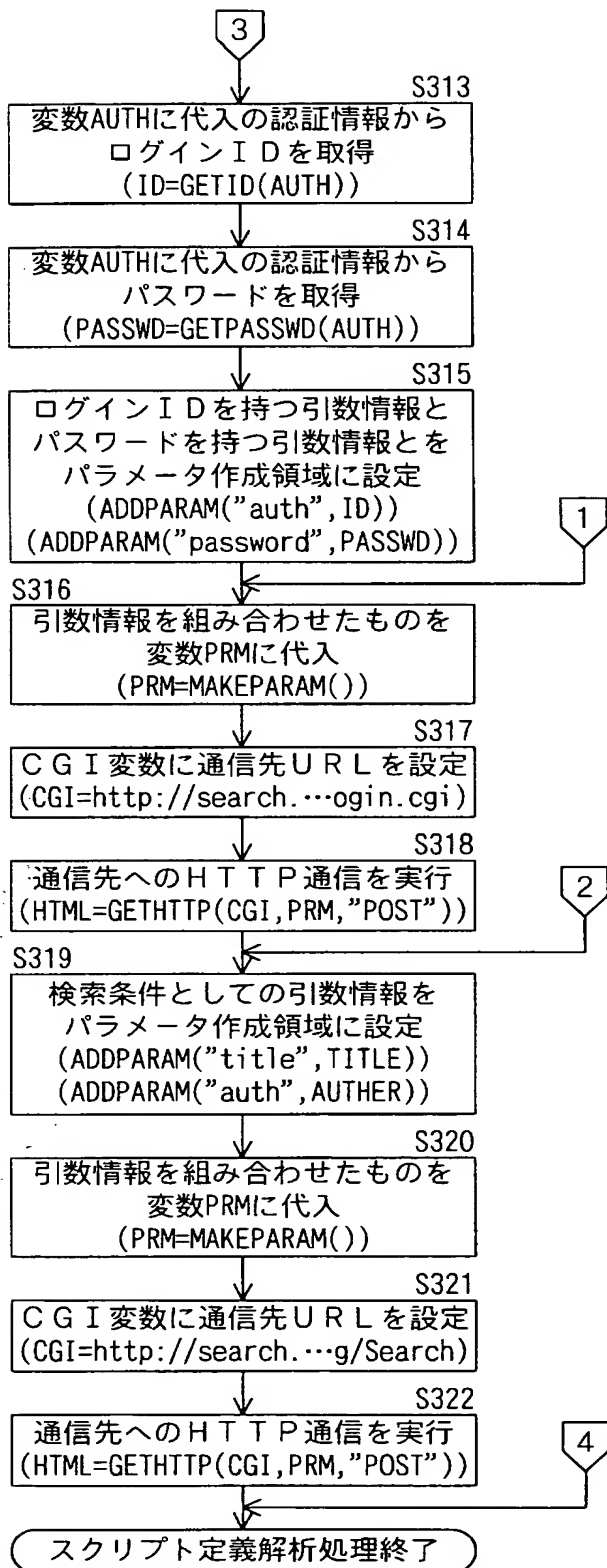 3
S313
変数AUTHに代入の認証情報から
ログインＩＤを取得
(ID=GETID(AUTH))
S314
変数AUTHに代入の認証情報から
パスワードを取得
(PASSWD=GETPASSWD(AUTH))
S315
ログインＩＤを持つ引数情報と
パスワードを持つ引数情報とを
パラメータ作成領域に設定
(ADDPARAM("auth",ID))
(ADDPARAM("password",PASSWD))
1
S316
引数情報を組み合わせたものを
変数PRMに代入
(PRM=MAKEPARAM())
S317
ＣＧＩ変数に通信先ＵＲＬを設定
(CGI=http://search.…ogin.cgi)
S318
通信先へのＨＴＴＰ通信を実行
(HTML=GETHTTP(CGI,PRM,"POST"))
2
S319
検索条件としての引数情報を
パラメータ作成領域に設定
(ADDPARAM("title",TITLE))
(ADDPARAM("auth",AUTHER))
S320
引数情報を組み合わせたものを
変数PRMに代入
(PRM=MAKEPARAM())
S321
ＣＧＩ変数に通信先ＵＲＬを設定
(CGI=http://search.…g/Search)
S322
通信先へのＨＴＴＰ通信を実行
(HTML=GETHTTP(CGI,PRM,"POST"))
4
スクリプト定義解析処理終了